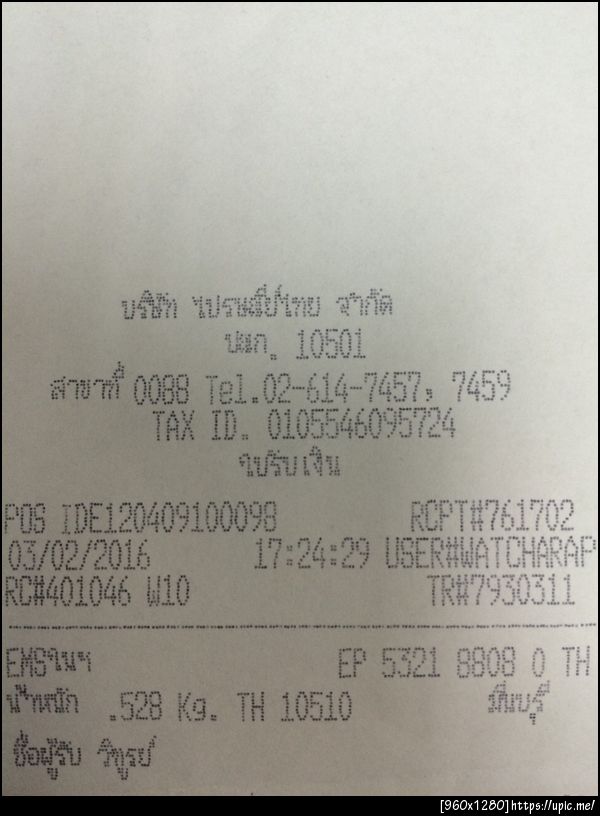 บริษัท ไปรษณีย์ไทย จำกัด
ปณก. 10501
สาขาที่ 0088 Tel.02-614-7457, 7459
TAX ID. 0105546095724
ใบรับเงิน
POS IDE120409100098 RCPT#761702
03/02/2016 17:24:29 USER#WATCHARAP
RC#401046 W10 TR#7930311
EMSในฯ EP 5321 8808 0 TH
น้ำหนัก .528 Kg. TH 10510 มีนบุรี
ชื่อผู้รับ วิฑูรย์
[960x1280]https://upic.me/